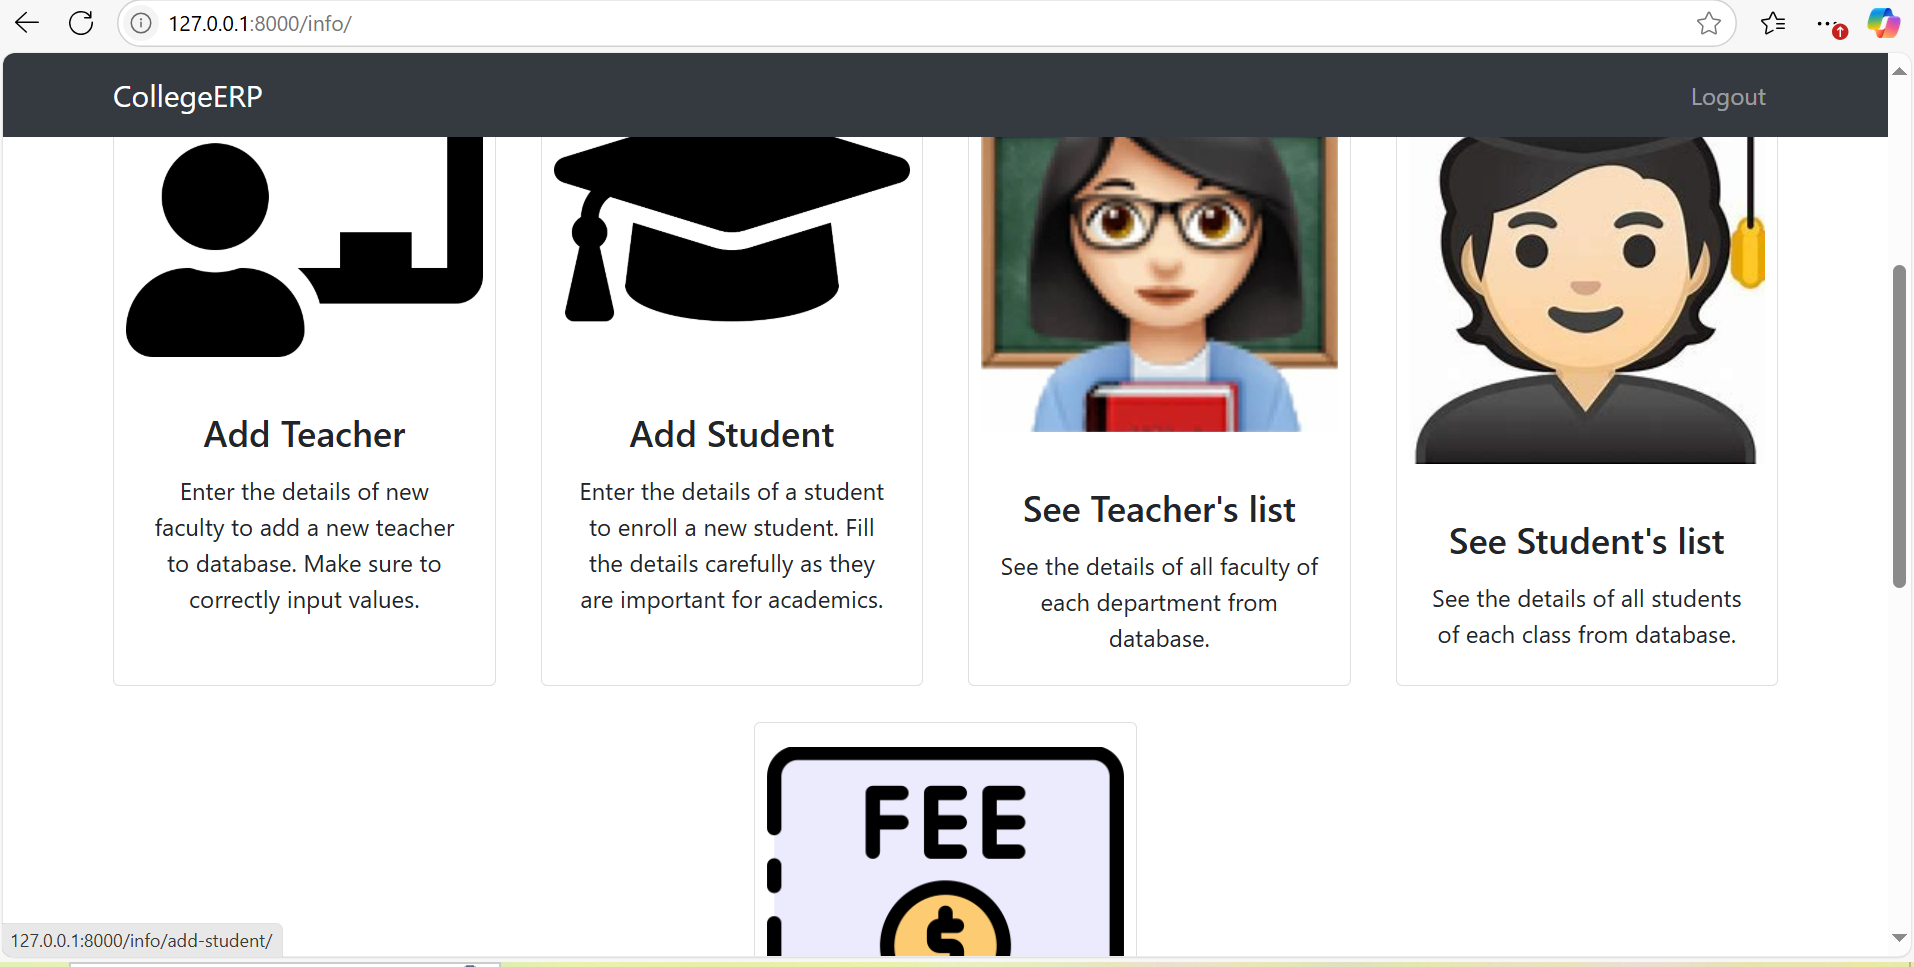 127.0.0.1:8000/info/
CollegeERP
Logout
Add Teacher
Enter the details of new
faculty to add a new teacher
to database. Make sure to
correctly input values.
Add Student
Enter the details of a student
to enroll a new student. Fill
the details carefully as they
are important for academics.
See Teacher's list
See the details of all faculty of
each department from
database.
See Student's list
See the details of all students
of each class from database.
FEE
$
127.0.0.1:8000/info/add-student/